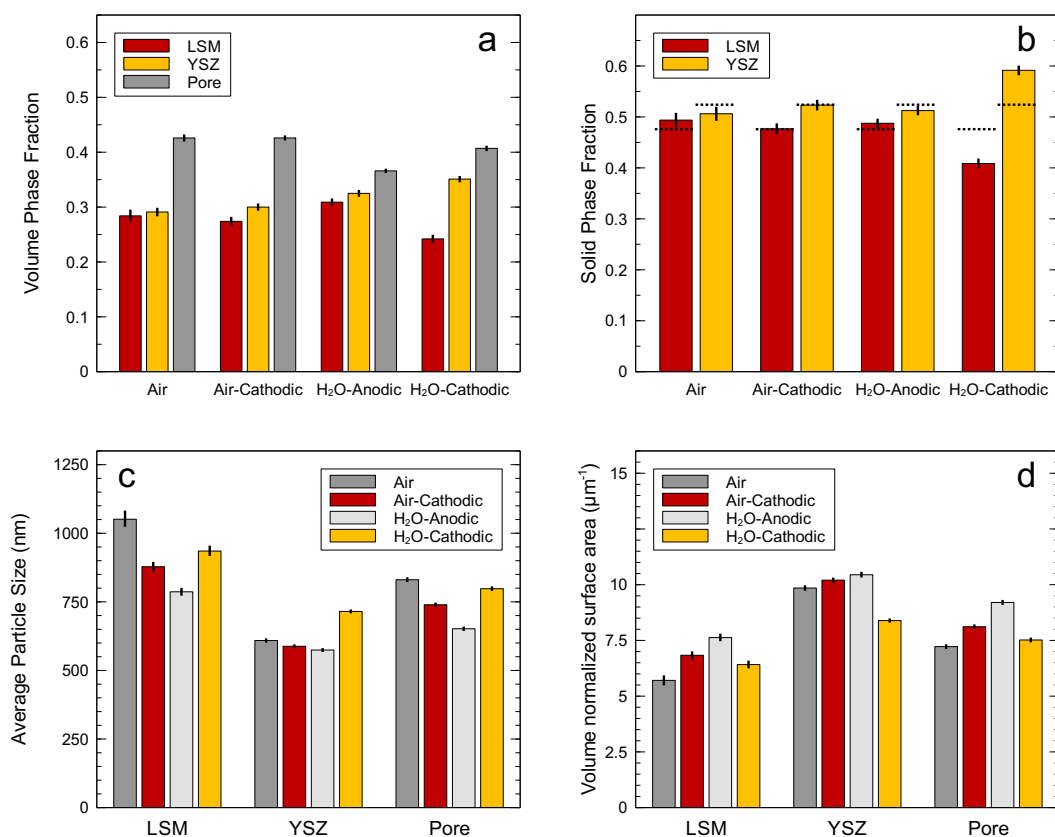 a
LSM
YSZ
Pore
Volume Phase Fraction
0.6
0.5
0.4
0.3
0.2
0.1
0
Air
Air-Cathodic
H₂O-Anodic
H₂O-Cathodic
b
LSM
YSZ
Solid Phase Fraction
0.6
0.5
0.4
0.3
0.2
0.1
0
Air
Air-Cathodic
H₂O-Anodic
H₂O-Cathodic
c
Air
Air-Cathodic
H₂O-Anodic
H₂O-Cathodic
Average Particle Size (nm)
1250
1000
750
500
250
0
LSM
YSZ
Pore
d
Air
Air-Cathodic
H₂O-Anodic
H₂O-Cathodic
Volume normalized surface area (µm⁻¹)
15
12.5
10
7.5
5
2.5
0
LSM
YSZ
Pore